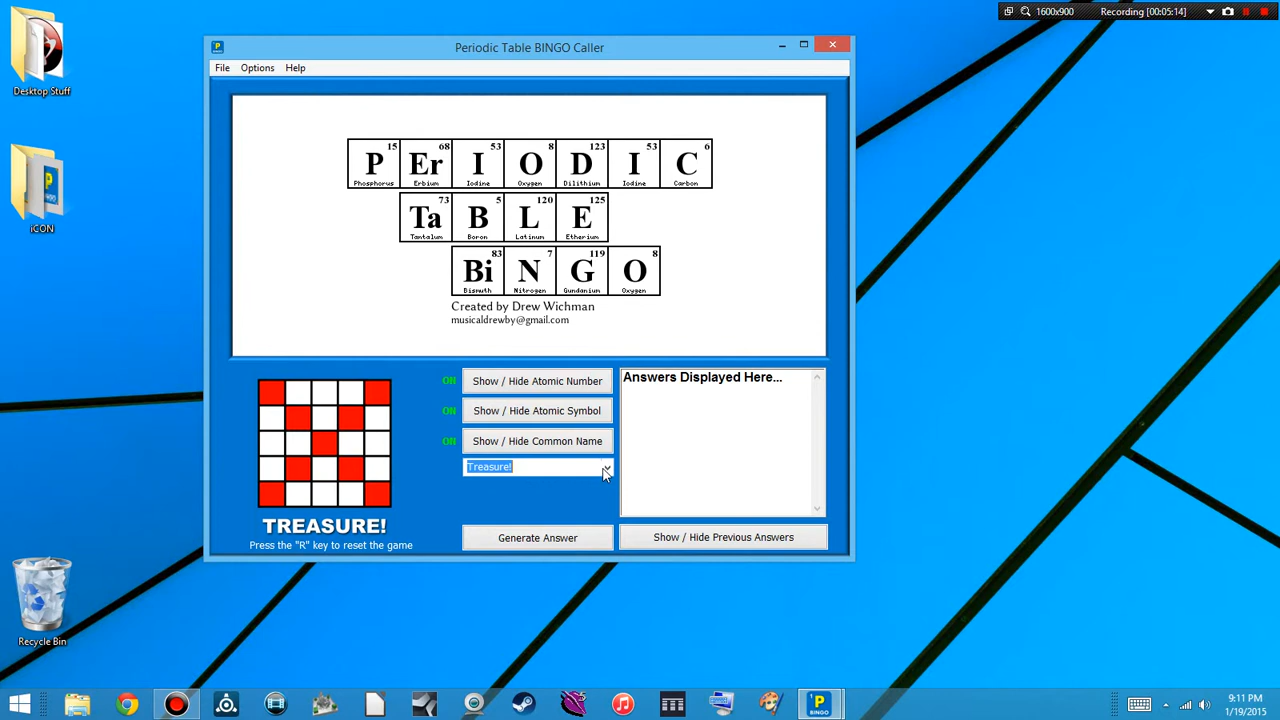 1600x900 Recording [00:05:14]
Desktop Stuff
iCON
Recycle Bin
Periodic Table BINGO Caller
File Options Help
15 68 53 8 123 53 6
P Er I O D I C
Phosphorus Erbium Iodine Oxygen Dilithium Iodine Carbon
73 5 120 125
Ta B L E
Tantalum Boron Latinum Etherium
83 7 119 8
Bi N G O
Bismuth Nitrogen Gundanium Oxygen
Created by Drew Wichman
musicaldrewby@gmail.com
ON Show / Hide Atomic Number
ON Show / Hide Atomic Symbol
ON Show / Hide Common Name
Treasure!
Generate Answer
Answers Displayed Here...
Show / Hide Previous Answers
TREASURE!
Press the "R" key to reset the game
P
BINGO
9:11 PM
1/19/2015